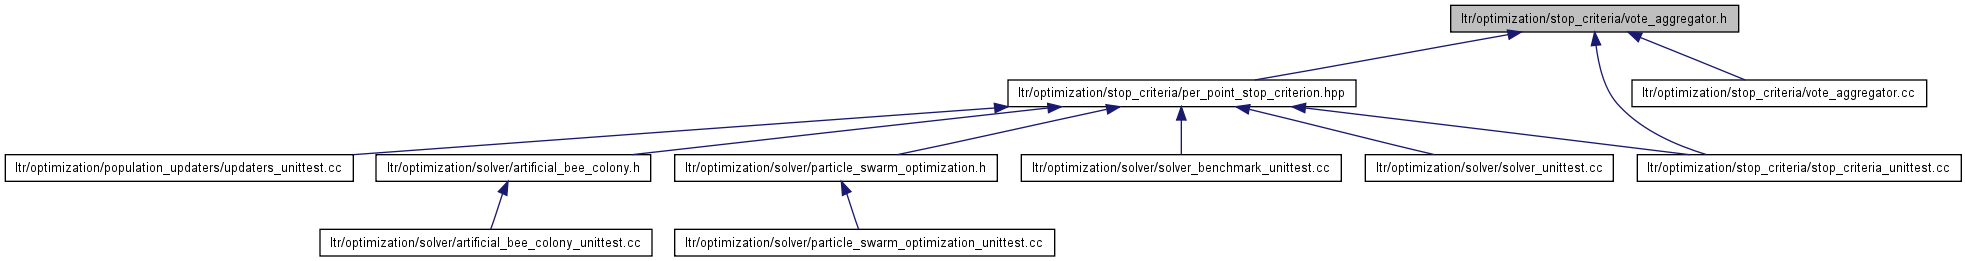 ltr/optimization/stop_criteria/vote_aggregator.h
ltr/optimization/stop_criteria/per_point_stop_criterion.hpp
ltr/optimization/stop_criteria/vote_aggregator.cc
ltr/optimization/population_updaters/updaters_unittest.cc
ltr/optimization/solver/artificial_bee_colony.h
ltr/optimization/solver/particle_swarm_optimization.h
ltr/optimization/solver/solver_benchmark_unittest.cc
ltr/optimization/solver/solver_unittest.cc
ltr/optimization/stop_criteria/stop_criteria_unittest.cc
ltr/optimization/solver/artificial_bee_colony_unittest.cc
ltr/optimization/solver/particle_swarm_optimization_unittest.cc